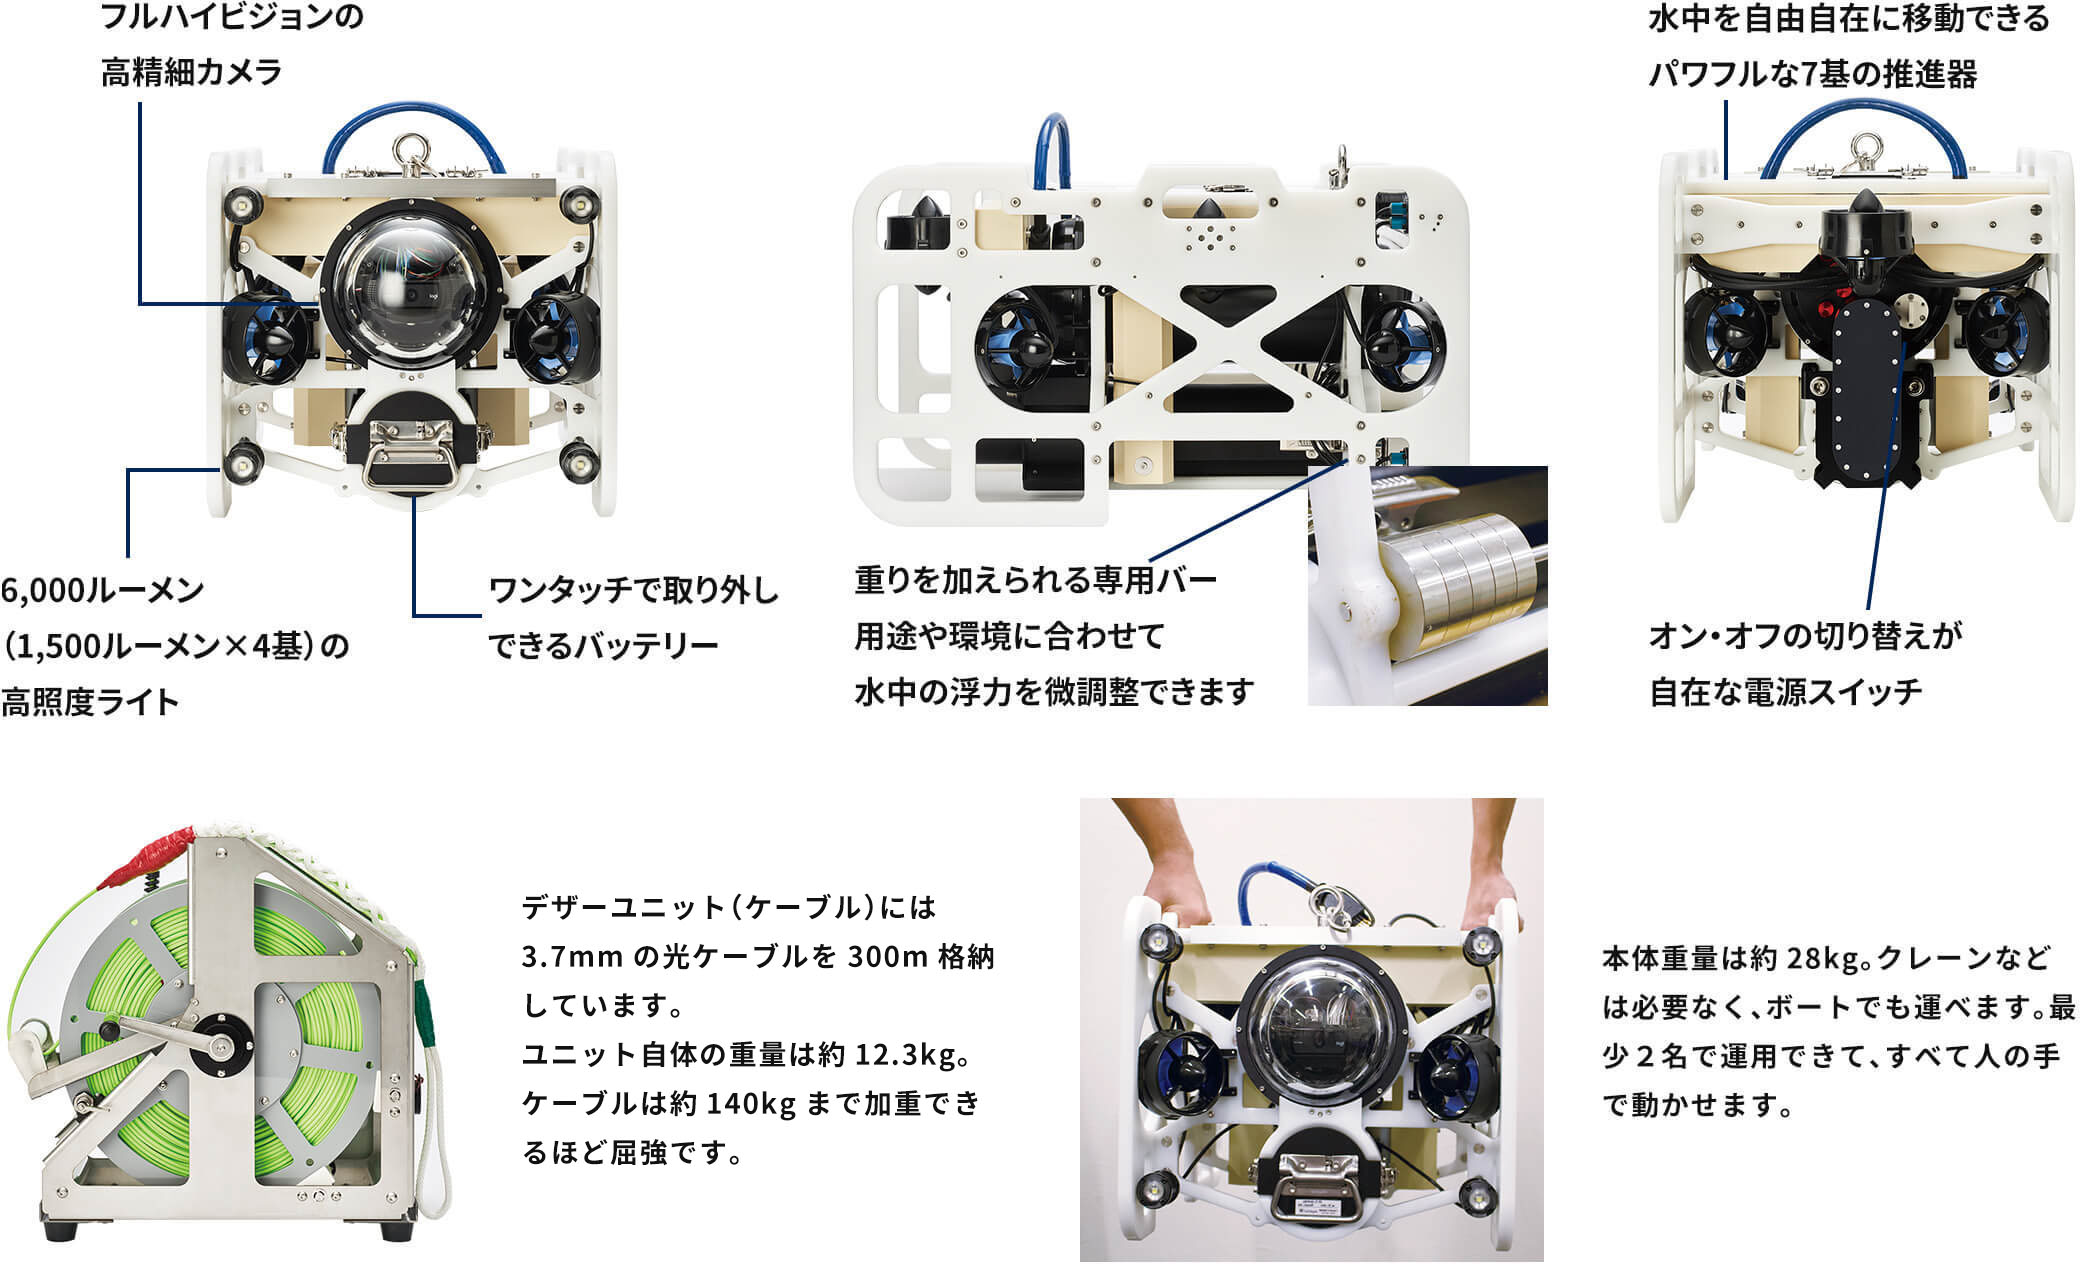 フルハイビジョンの
高精細カメラ
水中を自由自在に移動できる
パワフルな7基の推進器
logi
6,000ルーメン
（1,500ルーメン×4基）の
高照度ライト
ワンタッチで取り外し
できるバッテリー
重りを加えられる専用バー
用途や環境に合わせて
水中の浮力を微調整できます
オン・オフの切り替えが
自在な電源スイッチ
デザーユニット（ケーブル）には
3.7mm の光ケーブルを 300m 格納
しています。
ユニット自体の重量は約 12.3kg。
ケーブルは約 140kg まで加重でき
るほど屈強です。
本体重量は約 28kg。クレーンなど
は必要なく、ボートでも運べます。最
少２名で運用できて、すべて人の手
で動かせます。